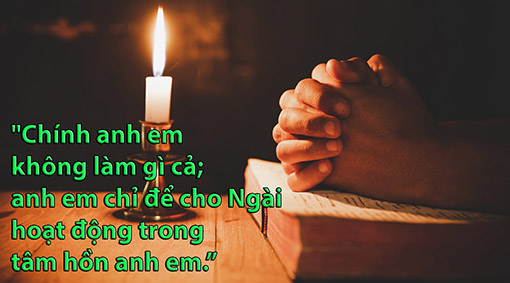 "Chính anh em
không làm gì cả;
anh em chỉ để cho Ngài
hoạt động trong
tâm hồn anh em.”